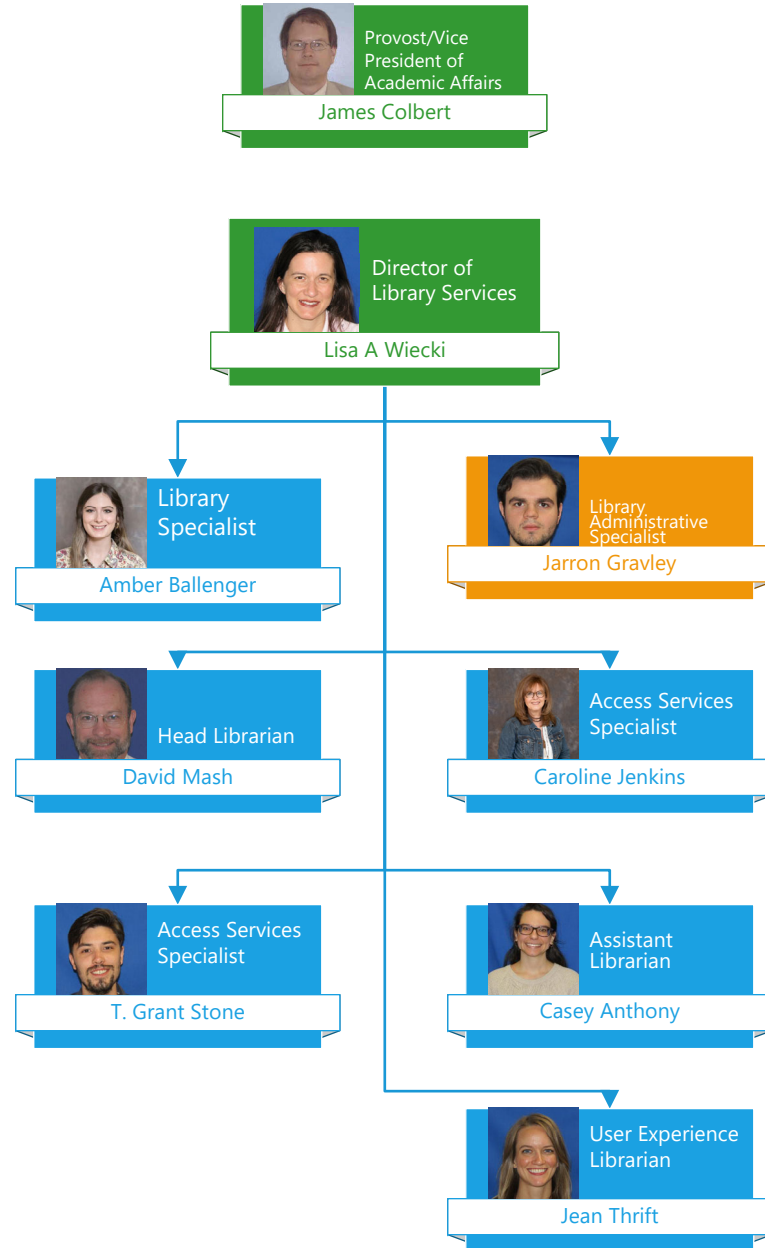 Provost/Vice
President of
Academic Affairs
James Colbert
Director of
Library Services
Lisa A Wiecki
Library
Specialist
Amber Ballenger
Library
Administrative
Specialist
Jarron Gravley
Head Librarian
David Mash
Access Services
Specialist
Caroline Jenkins
Access Services
Specialist
T. Grant Stone
Assistant
Librarian
Casey Anthony
User Experience
Librarian
Jean Thrift